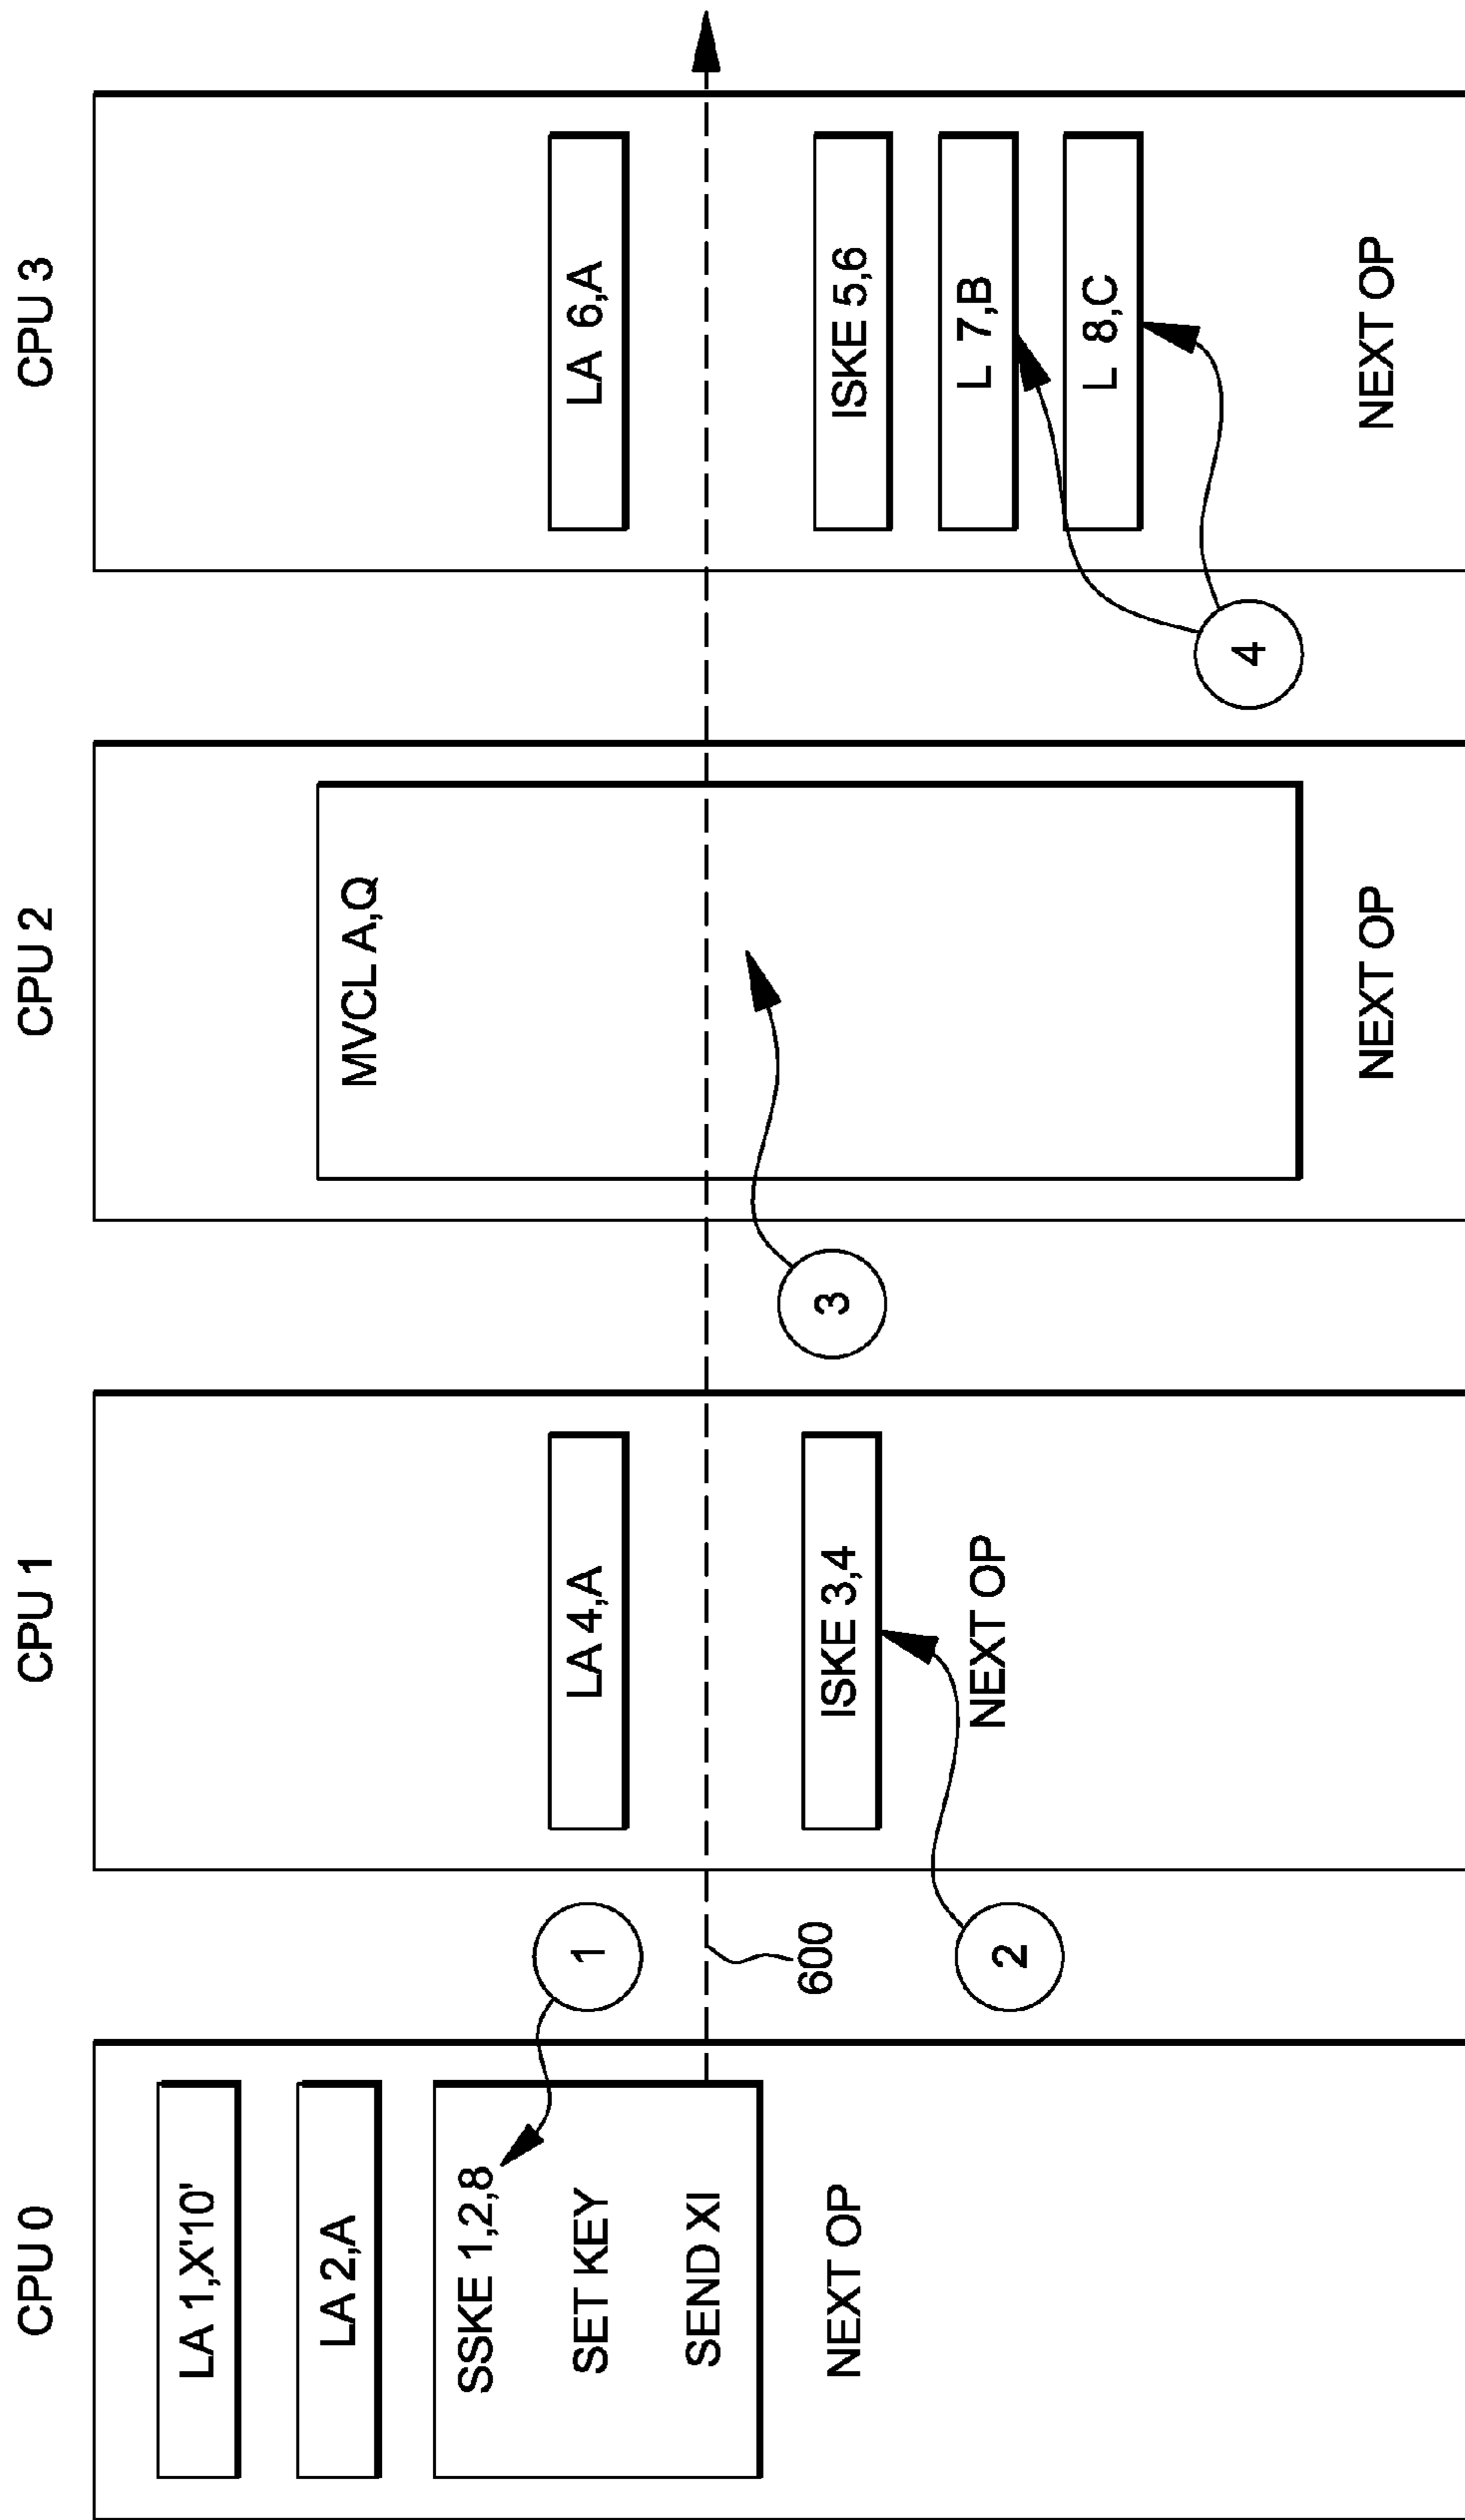 CPU 0
LA 1,X'10'
LA 2,A
SSKE 1,2,8
SET KEY
SEND XI
NEXT OP
1
600
2
CPU 1
LA 4,A
ISKE 3,4
NEXT OP
3
CPU 2
MVCL A,Q
NEXT OP
4
CPU 3
LA 6,A
ISKE 5,6
L 7,B
L 8,C
NEXT OP